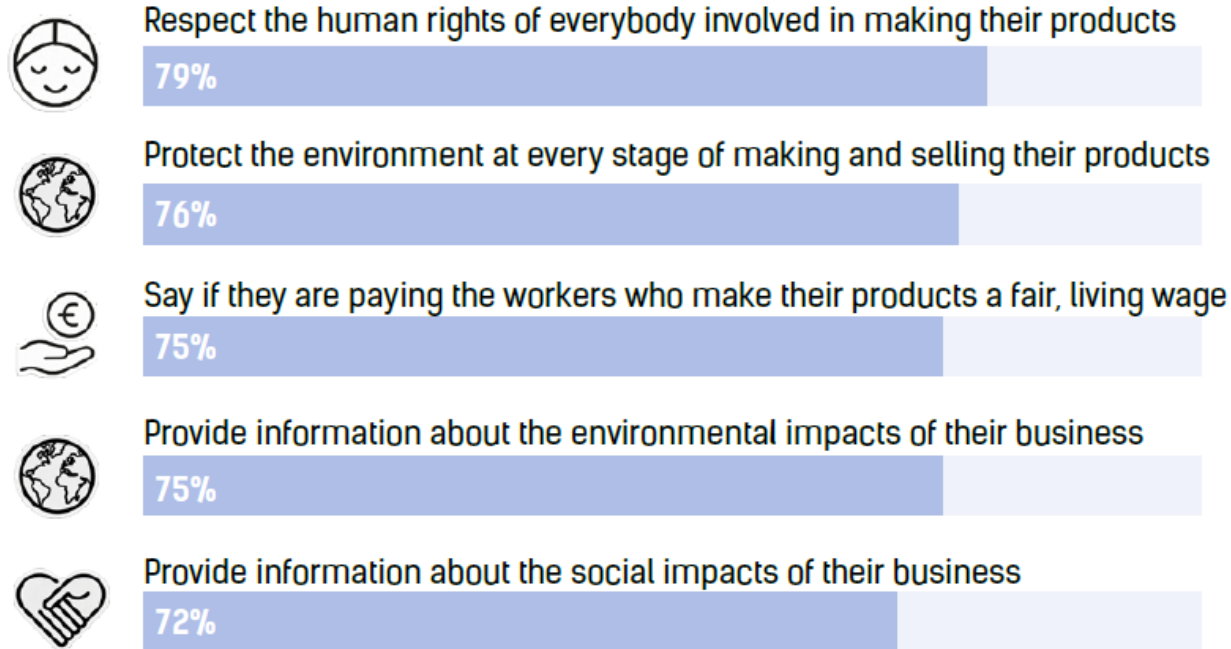 Respect the human rights of everybody involved in making their products
79%
Protect the environment at every stage of making and selling their products
76%
Say if they are paying the workers who make their products a fair, living wage
€
75%
Provide information about the environmental impacts of their business
75%
Provide information about the social impacts of their business
72%